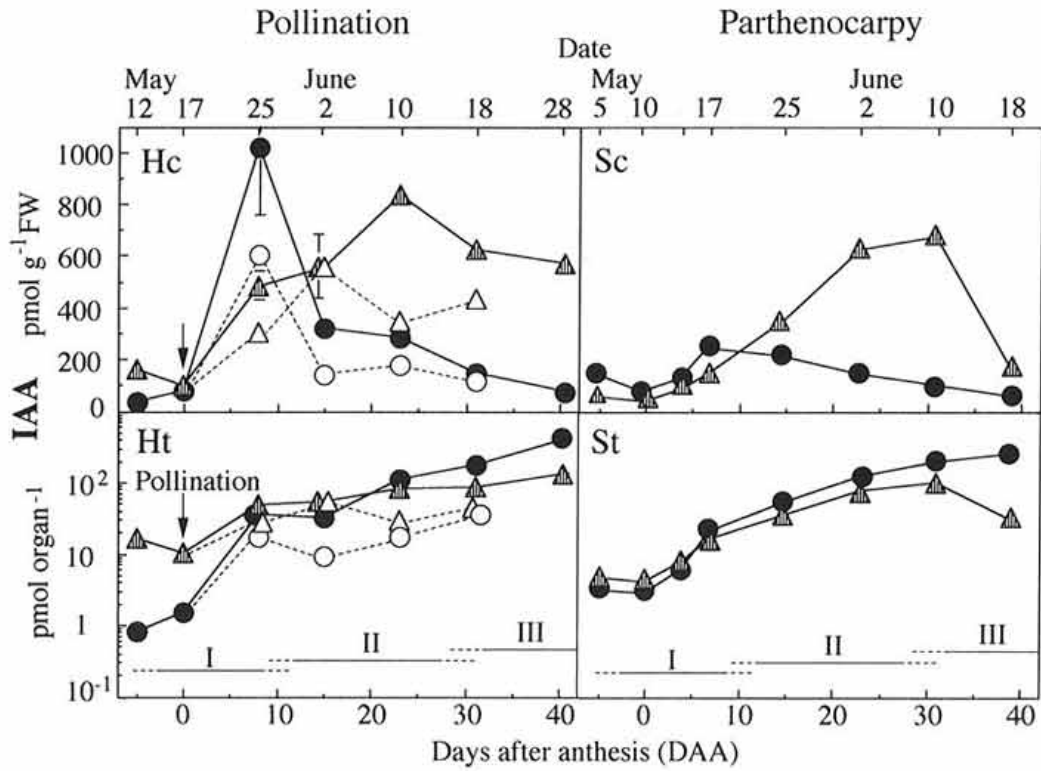 Pollination Parthenocarpy
Date
May June May June
12 17 25 2 10 18 28 5 10 17 25 2 10 18
Hc Sc
1000
800
600
400
200
0
pmol g⁻¹FW
IAA
Ht St
Pollination
10²
10
1
10⁻¹
pmol organ⁻¹
I II III I II III
0 10 20 30 40 0 10 20 30 40
Days after anthesis (DAA)